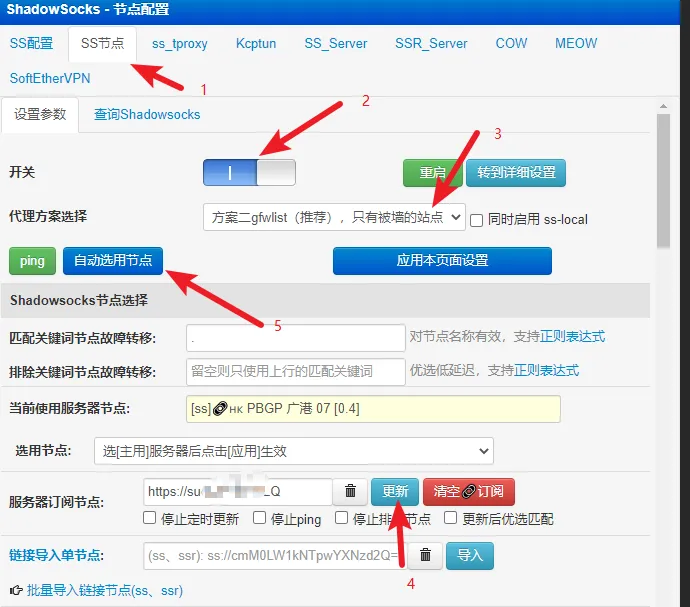 ShadowSocks - 节点配置
SS配置 SS节点 ss_tproxy Kcptun SS_Server SSR_Server COW MEOW
SoftEtherVPN
1
设置参数 查询Shadowsocks
2
3
开关 重启 转到详细设置
代理方案选择 方案二gfwlist（推荐），只有被墙的站点 同时启用 ss-local
ping 自动选用节点 应用本页面设置
5
Shadowsocks节点选择
匹配关键词节点故障转移: . 对节点名称有效，支持正则表达式
排除关键词节点故障转移: 留空则只使用上行的匹配关键词 优选低延迟，支持正则表达式
当前使用服务器节点: [ss]🔗HK PBGP 广港 07 [0.4]
选用节点: 选[主用]服务器后点击[应用]生效
服务器订阅节点: https://su Q 更新 清空🔗订阅
停止定时更新 停止ping 停止排 节点 更新后优选匹配
链接导入单节点: (ss、ssr): ss://cmM0LW1kNTpwYXNzd2Q= 导入
4
批量导入链接节点(ss、ssr)